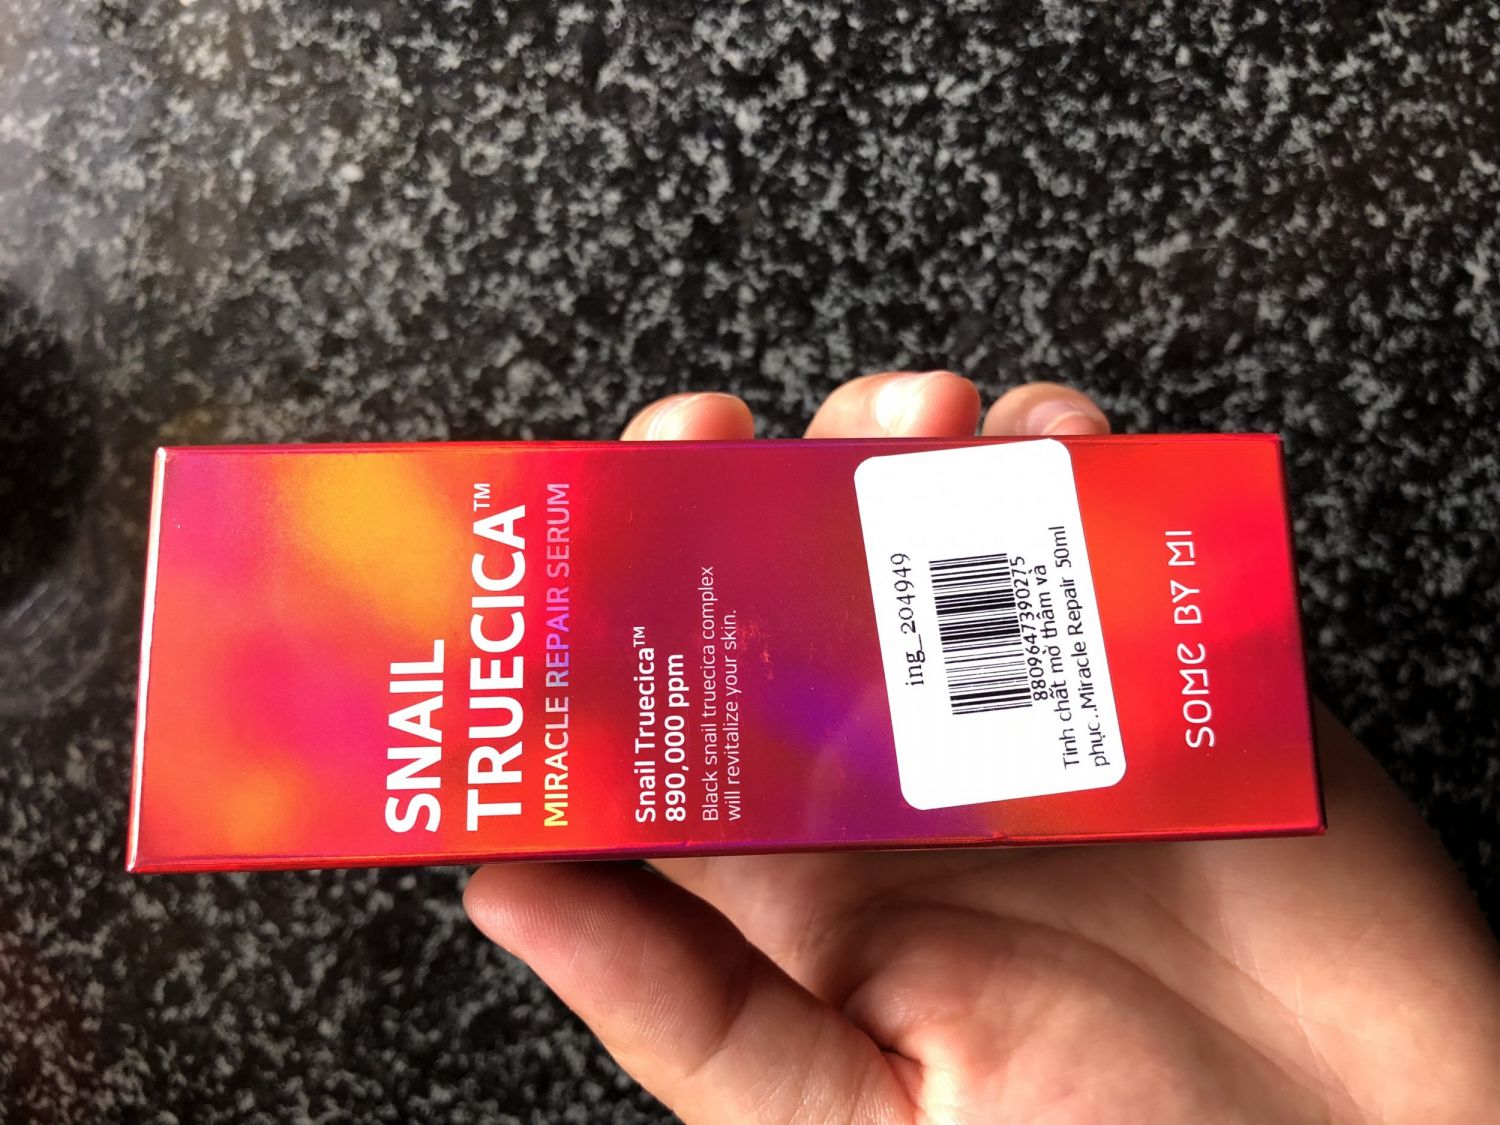 SNAIL
TRUECICA™
MIRACLE REPAIR SERUM
Snail Truecica™
890,000 ppm
Black snail truecica complex
will revitalize your skin.
ing_204949
8809647390275
Tinh chất mờ thâm và
phục..Miracle Repair 50ml
SOME BY MI